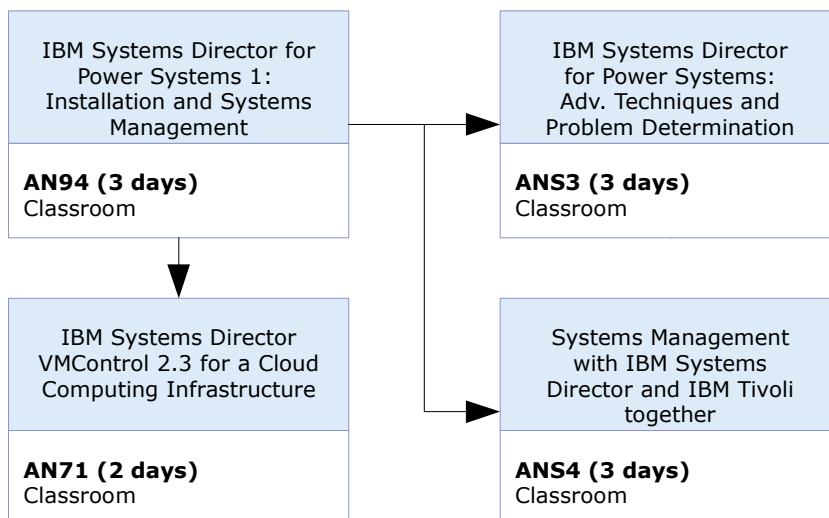 IBM Systems Director for
Power Systems 1:
Installation and Systems
Management
AN94 (3 days)
Classroom
IBM Systems Director
for Power Systems:
Adv. Techniques and
Problem Determination
ANS3 (3 days)
Classroom
IBM Systems Director
VMControl 2.3 for a Cloud
Computing Infrastructure
AN71 (2 days)
Classroom
Systems Management
with IBM Systems
Director and IBM Tivoli
together
ANS4 (3 days)
Classroom